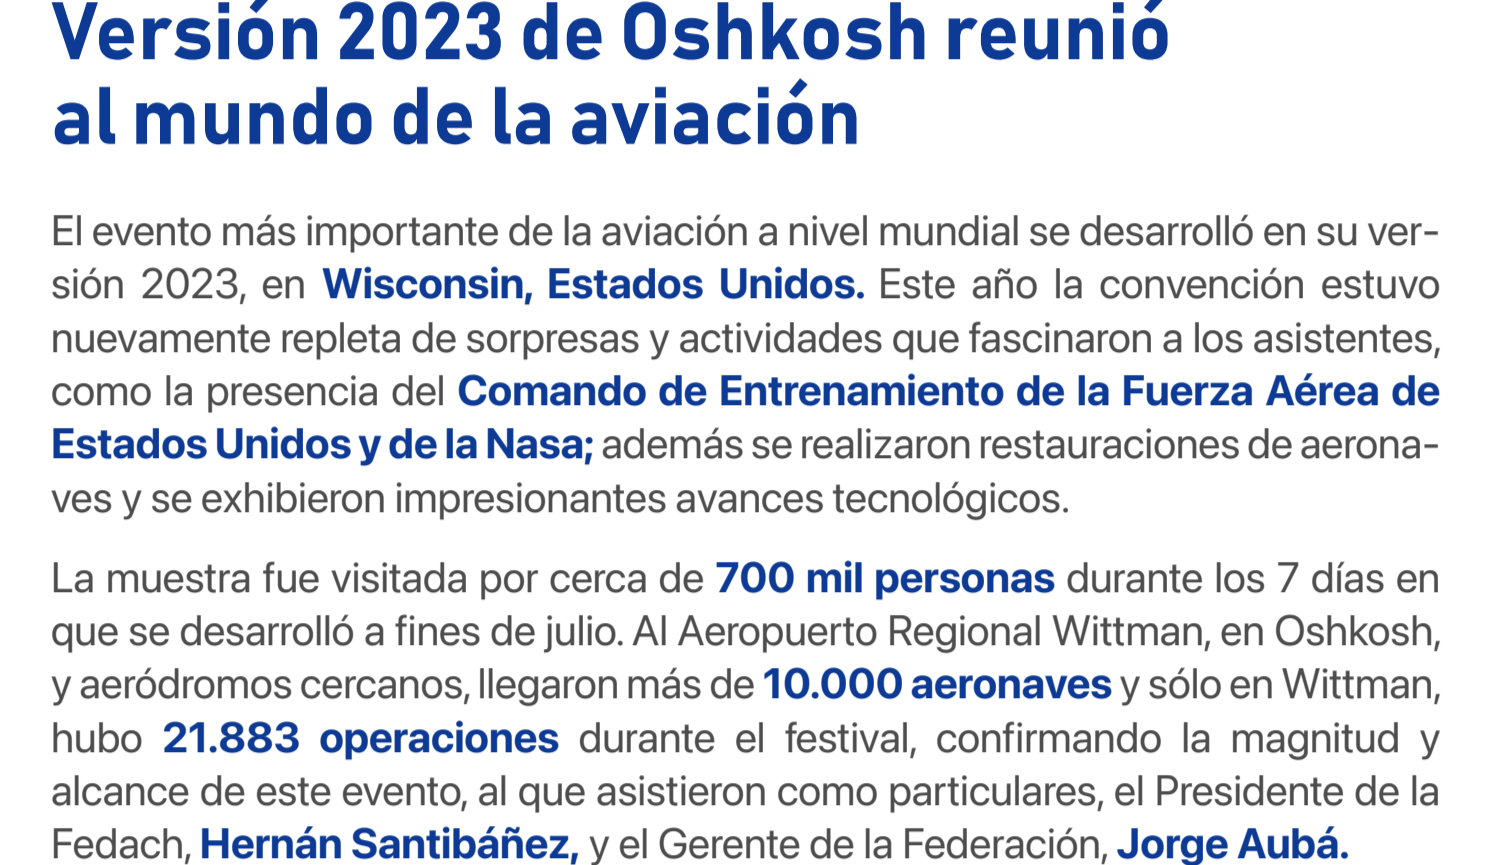 Versión 2023 de Oshkosh reunió
al mundo de la aviación
El evento más importante de la aviación a nivel mundial se desarrolló en su ver-
sión 2023, en Wisconsin, Estados Unidos. Este año la convención estuvo
nuevamente repleta de sorpresas y actividades que fascinaron a los asistentes,
como la presencia del Comando de Entrenamiento de la Fuerza Aérea de
Estados Unidos y de la Nasa; además se realizaron restauraciones de aerona-
ves y se exhibieron impresionantes avances tecnológicos.
La muestra fue visitada por cerca de 700 mil personas durante los 7 días en
que se desarrolló a fines de julio. Al Aeropuerto Regional Wittman, en Oshkosh,
y aeródromos cercanos, llegaron más de 10.000 aeronaves y sólo en Wittman,
hubo 21.883 operaciones durante el festival, confirmando la magnitud y
alcance de este evento, al que asistieron como particulares, el Presidente de la
Fedach, Hernán Santibáñez, y el Gerente de la Federación, Jorge Aubá.